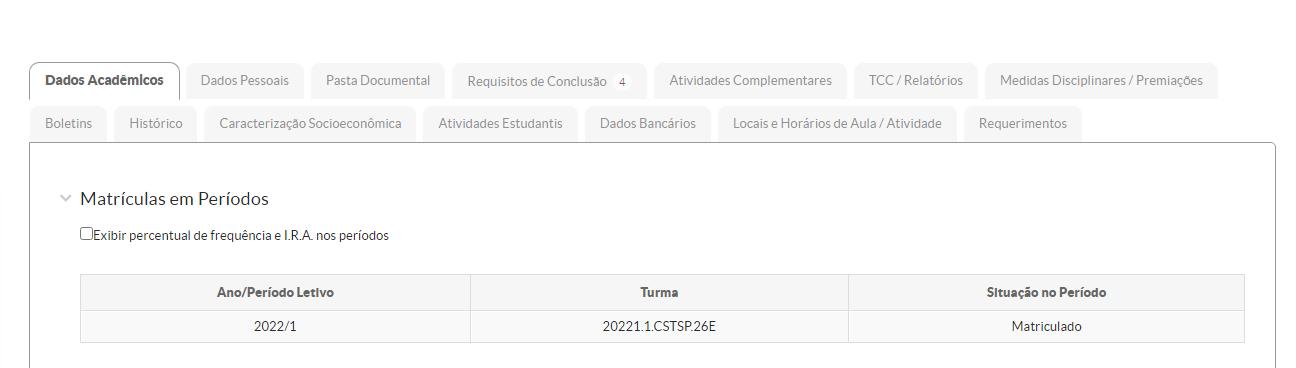 Dados Acadêmicos Dados Pessoais Pasta Documental Requisitos de Conclusão 4 Atividades Complementares TCC / Relatórios Medidas Disciplinares / Premiações
Boletins Histórico Caracterização Socioeconômica Atividades Estudantis Dados Bancários Locais e Horários de Aula / Atividade Requerimentos
Matrículas em Períodos
Exibir percentual de frequência e I.R.A. nos períodos
Ano/Período Letivo Turma Situação no Período
2022/1 20221.1.CSTSP.26E Matriculado